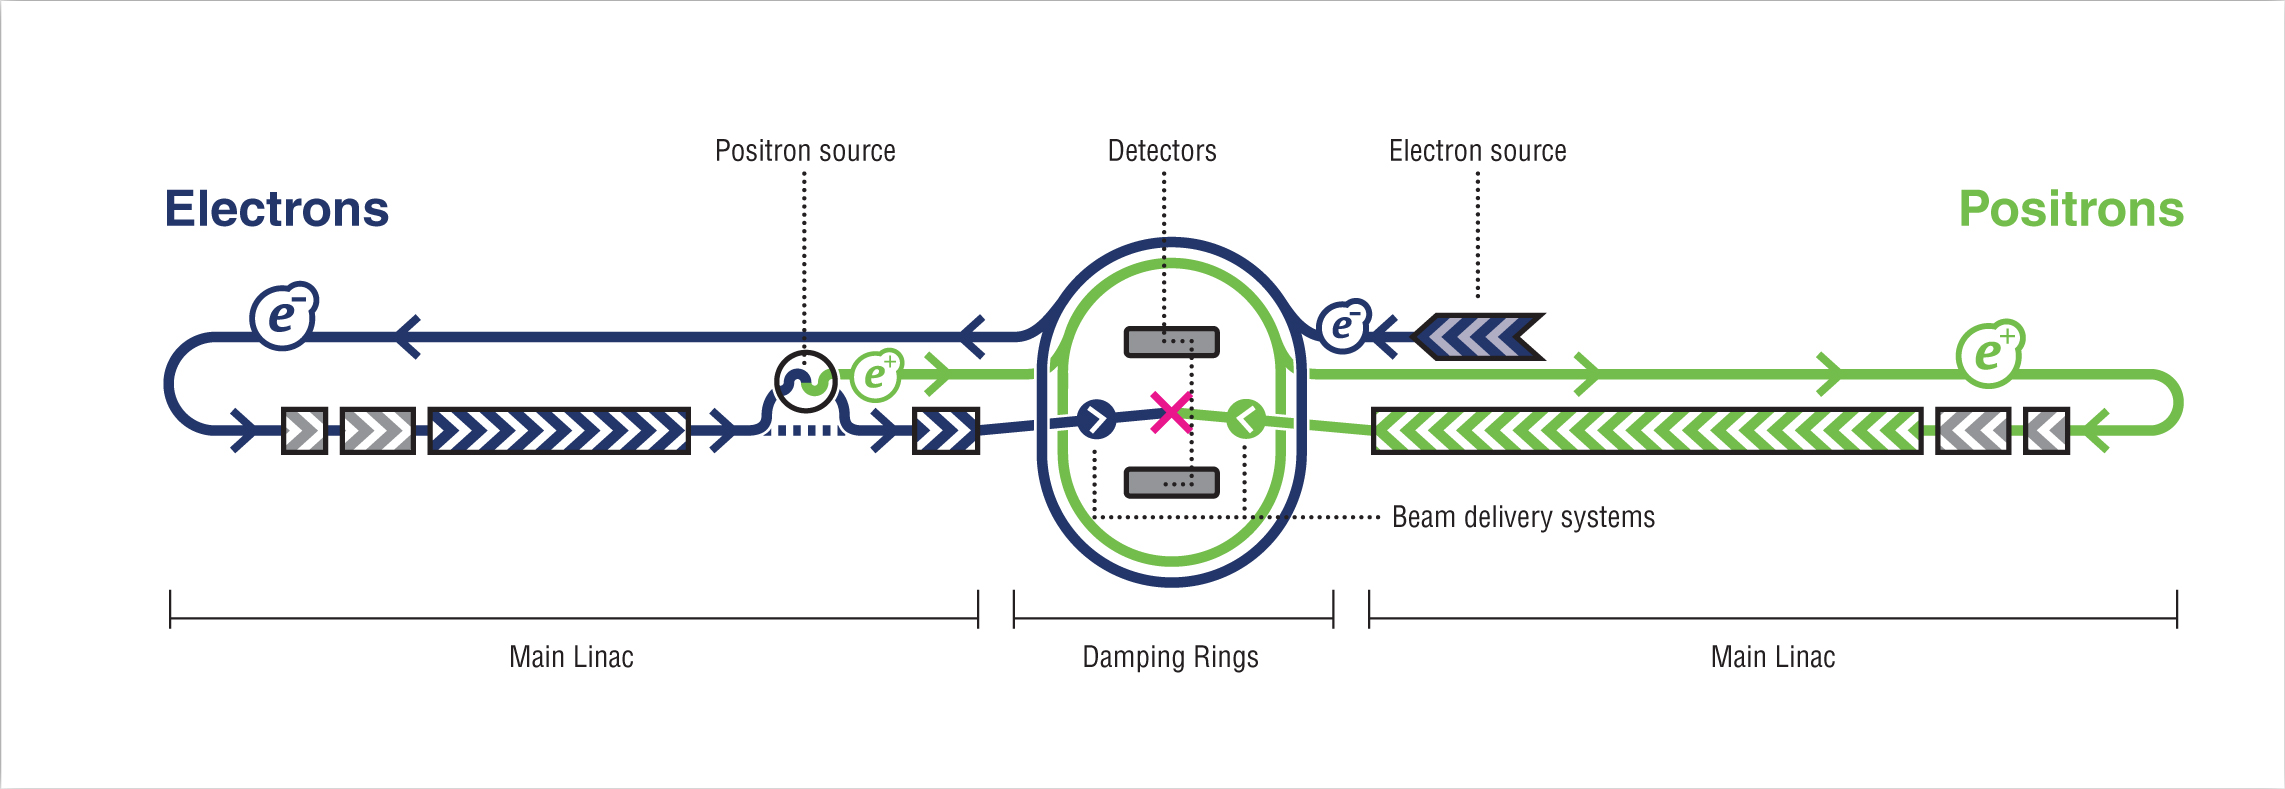 Positron source
Detectors
Electron source
Electrons
Positrons
e−
e−
e+
e+
Beam delivery systems
Main Linac
Damping Rings
Main Linac